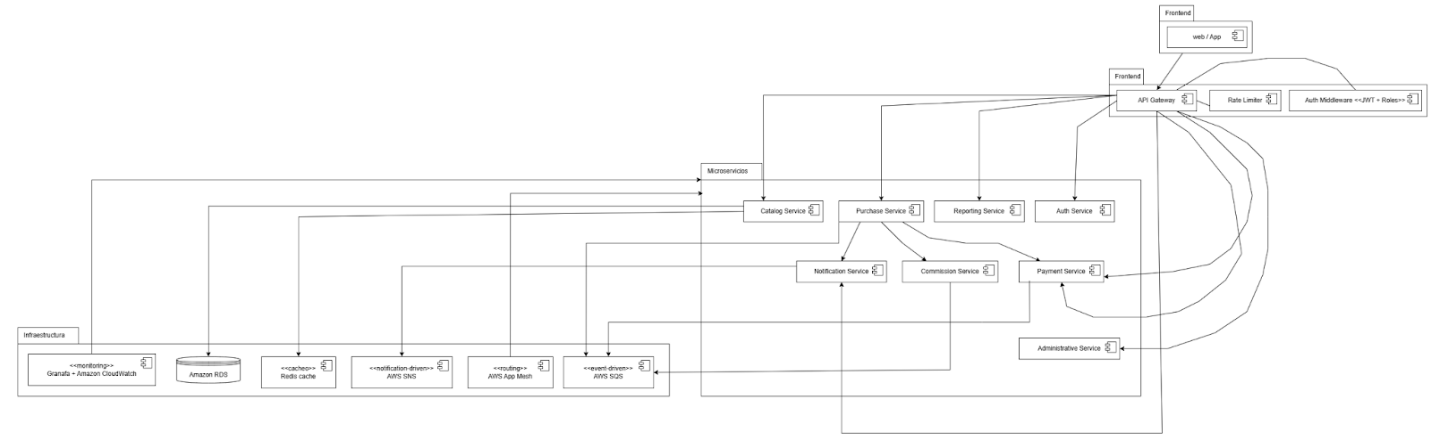 Frontend
web / App
Frontend
API Gateway
Rate Limiter
Auth Middleware <<JWT + Roles>>
Microservicios
Catalog Service
Purchase Service
Reporting Service
Auth Service
Notification Service
Commission Service
Payment Service
Administrative Service
Infraestructura
<<monitoring>>
Granafa + Amazon CloudWatch
Amazon RDS
<<caches>>
Redis cache
<<notification-driven>>
AWS SNS
<<routing>>
AWS App Mesh
<<event-driven>>
AWS SQS